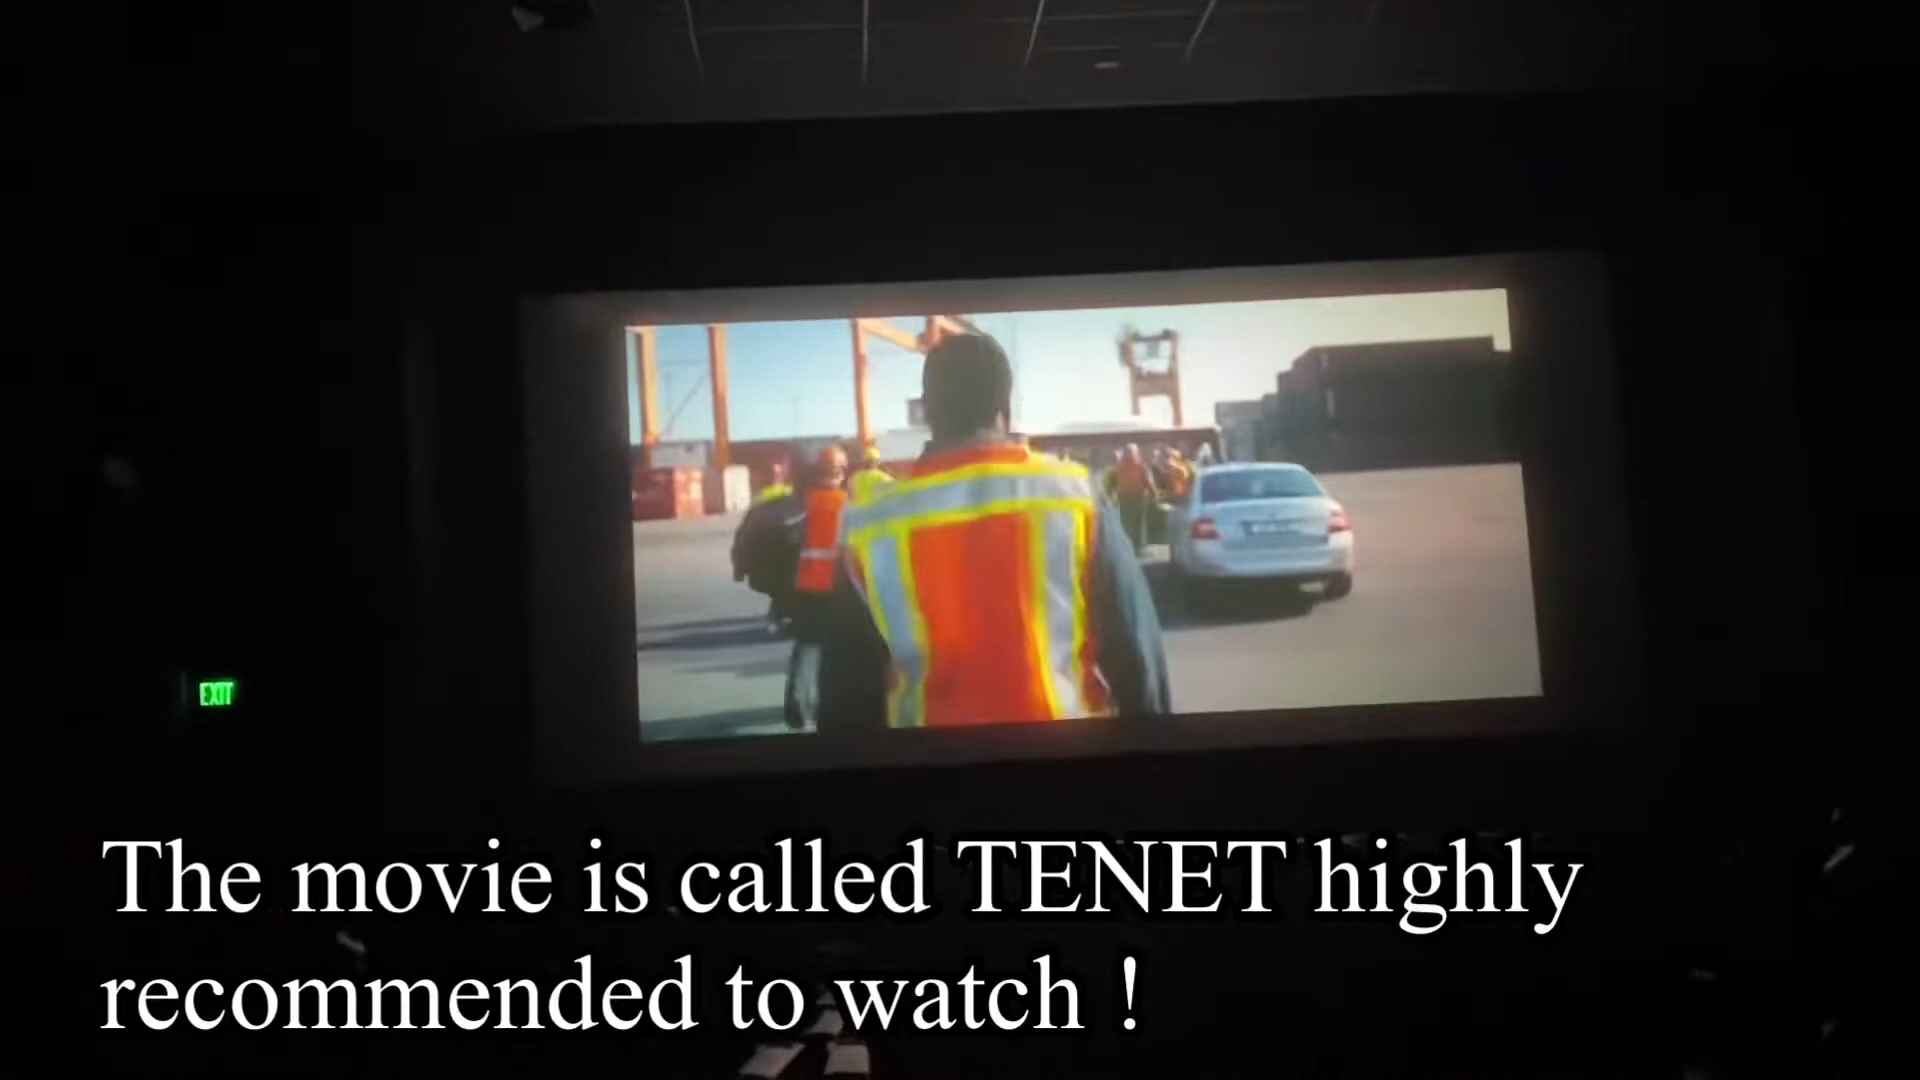 EXIT
The movie is called TENET highly
recommended to watch !